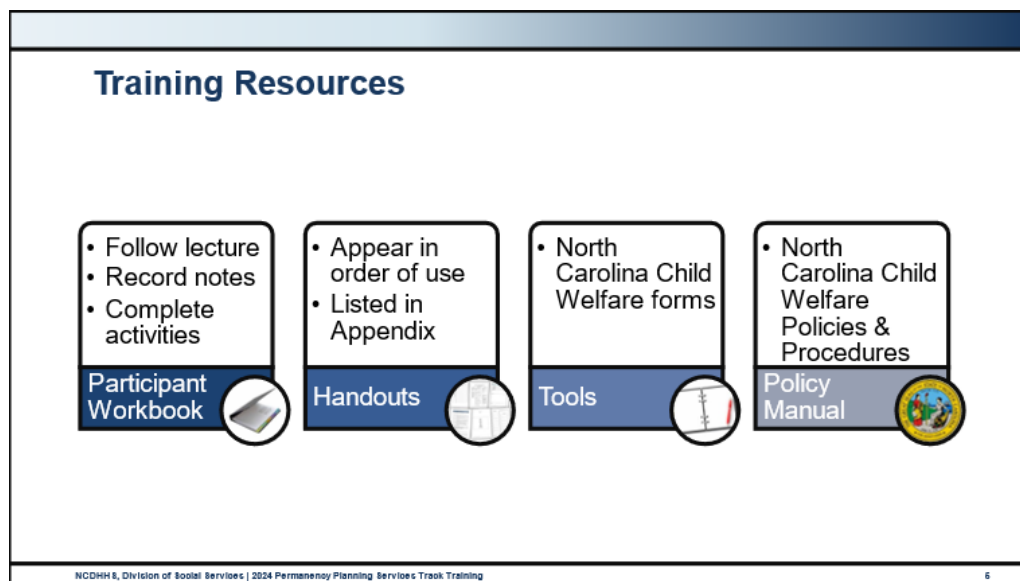 Training Resources
• Follow lecture
• Record notes
• Complete
activities
Participant
Workbook
• Appear in
order of use
• Listed in
Appendix
Handouts
• North
Carolina Child
Welfare forms
Tools
• North
Carolina Child
Welfare
Policies &
Procedures
Policy
Manual
NCDHHS, Division of Social Services | 2024 Permanency Planning Services Track Training